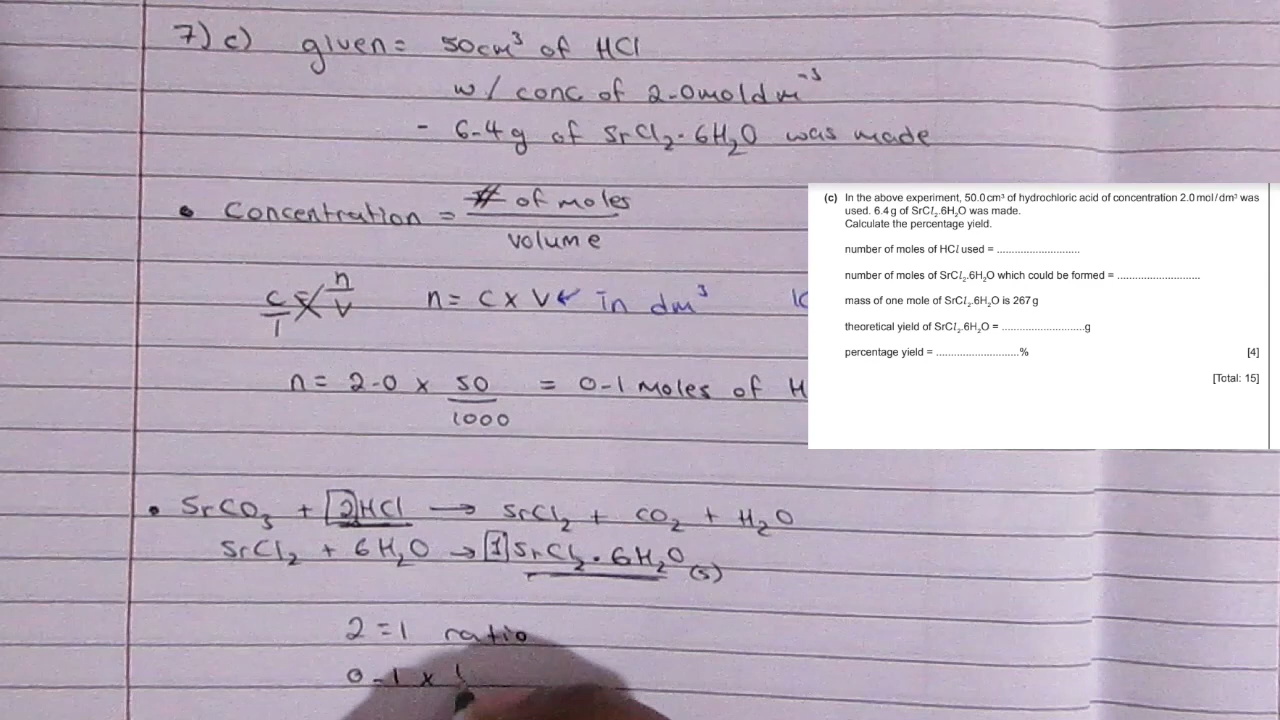 7) c) given = 50cm³ of HCl
w/ conc of 2.0moldm⁻³
- 6.4g of SrCl₂.6H₂O was made
• Concentration = # of moles
volume
c/1 = n/v n = c x v ← in dm³
n = 2.0 x 50/1000 = 0.1 moles of H
• SrCO₃ + 2HCl → SrCl₂ + CO₂ + H₂O
SrCl₂ + 6H₂O → 1SrCl₂.6H₂O(s)
2=1 ratio
0.1 x
(c) In the above experiment, 50.0 cm³ of hydrochloric acid of concentration 2.0 mol/dm³ was
used. 6.4 g of SrCl₂.6H₂O was made.
Calculate the percentage yield.
number of moles of HCl used = ............................
number of moles of SrCl₂.6H₂O which could be formed = ............................
mass of one mole of SrCl₂.6H₂O is 267 g
theoretical yield of SrCl₂.6H₂O = ............................g
percentage yield = ............................% [4]
[Total: 15]